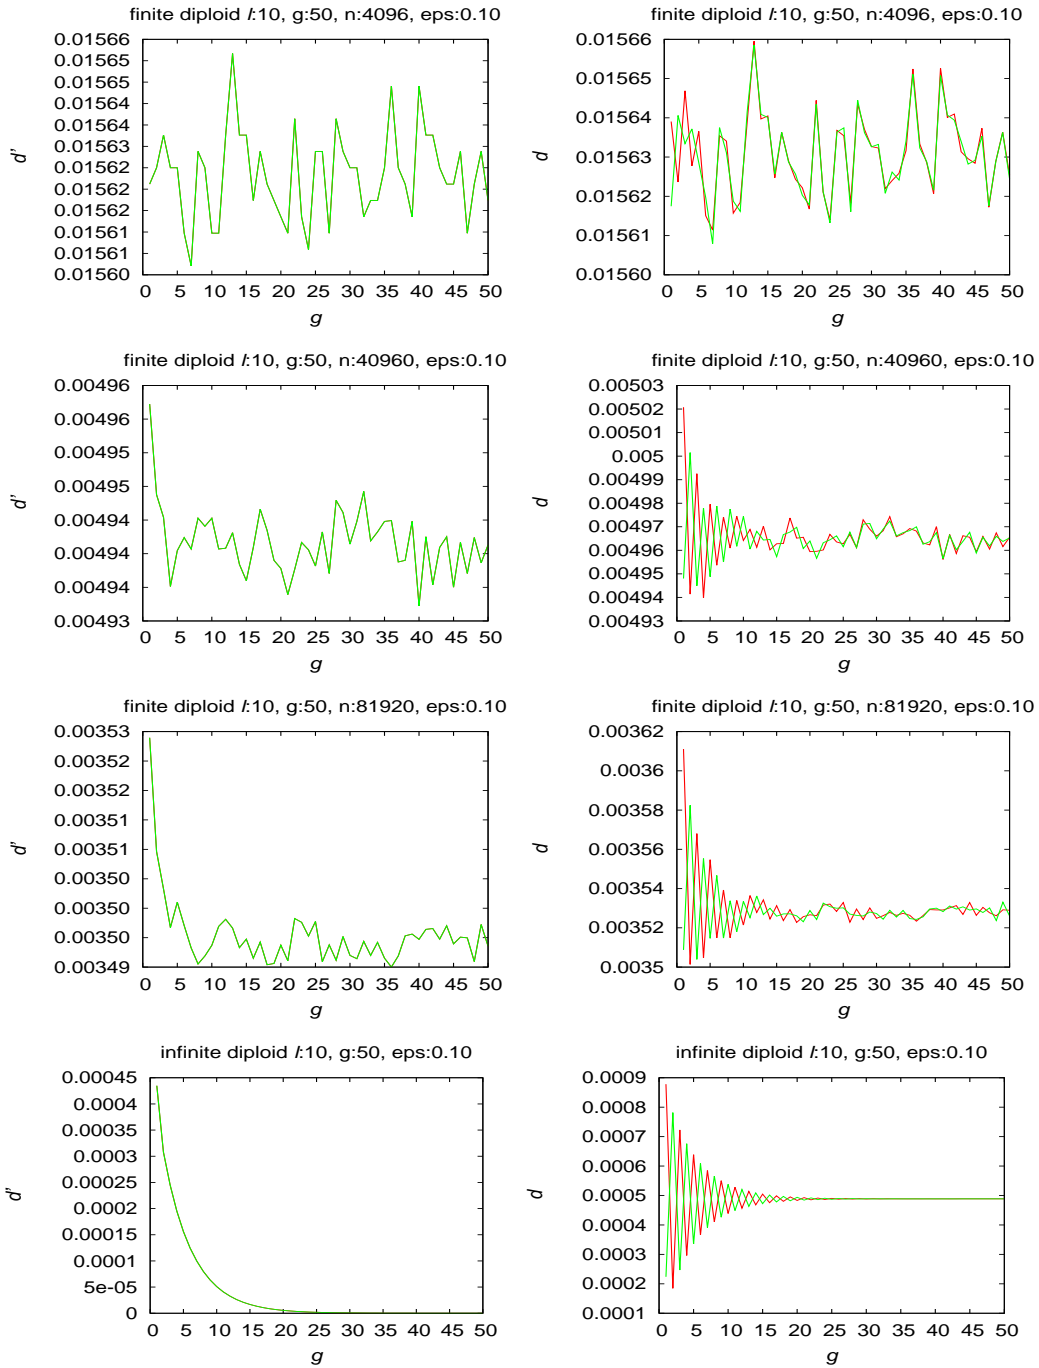 finite diploid l:10, g:50, n:4096, eps:0.10
0.01566
0.01565
0.01565
0.01564
0.01564
0.01562
0.01562
0.01562
0.01561
0.01561
0.01560
d'
0 5 10 15 20 25 30 35 40 45 50
g
finite diploid l:10, g:50, n:4096, eps:0.10
0.01566
0.01565
0.01564
0.01563
0.01562
0.01561
0.01560
d
0 5 10 15 20 25 30 35 40 45 50
g
finite diploid l:10, g:50, n:40960, eps:0.10
0.00496
0.00496
0.00495
0.00495
0.00494
0.00494
0.00494
0.00493
d'
0 5 10 15 20 25 30 35 40 45 50
g
finite diploid l:10, g:50, n:40960, eps:0.10
0.00503
0.00502
0.00501
0.005
0.00499
0.00498
0.00497
0.00496
0.00495
0.00494
0.00493
d
0 5 10 15 20 25 30 35 40 45 50
g
finite diploid l:10, g:50, n:81920, eps:0.10
0.00353
0.00352
0.00352
0.00351
0.00351
0.00350
0.00350
0.00350
0.00349
d'
0 5 10 15 20 25 30 35 40 45 50
g
finite diploid l:10, g:50, n:81920, eps:0.10
0.00362
0.0036
0.00358
0.00356
0.00354
0.00352
0.0035
d
0 5 10 15 20 25 30 35 40 45 50
g
infinite diploid l:10, g:50, eps:0.10
0.00045
0.0004
0.00035
0.0003
0.00025
0.0002
0.00015
0.0001
5e-05
0
d'
0 5 10 15 20 25 30 35 40 45 50
g
infinite diploid l:10, g:50, eps:0.10
0.0009
0.0008
0.0007
0.0006
0.0005
0.0004
0.0003
0.0002
0.0001
d
0 5 10 15 20 25 30 35 40 45 50
g